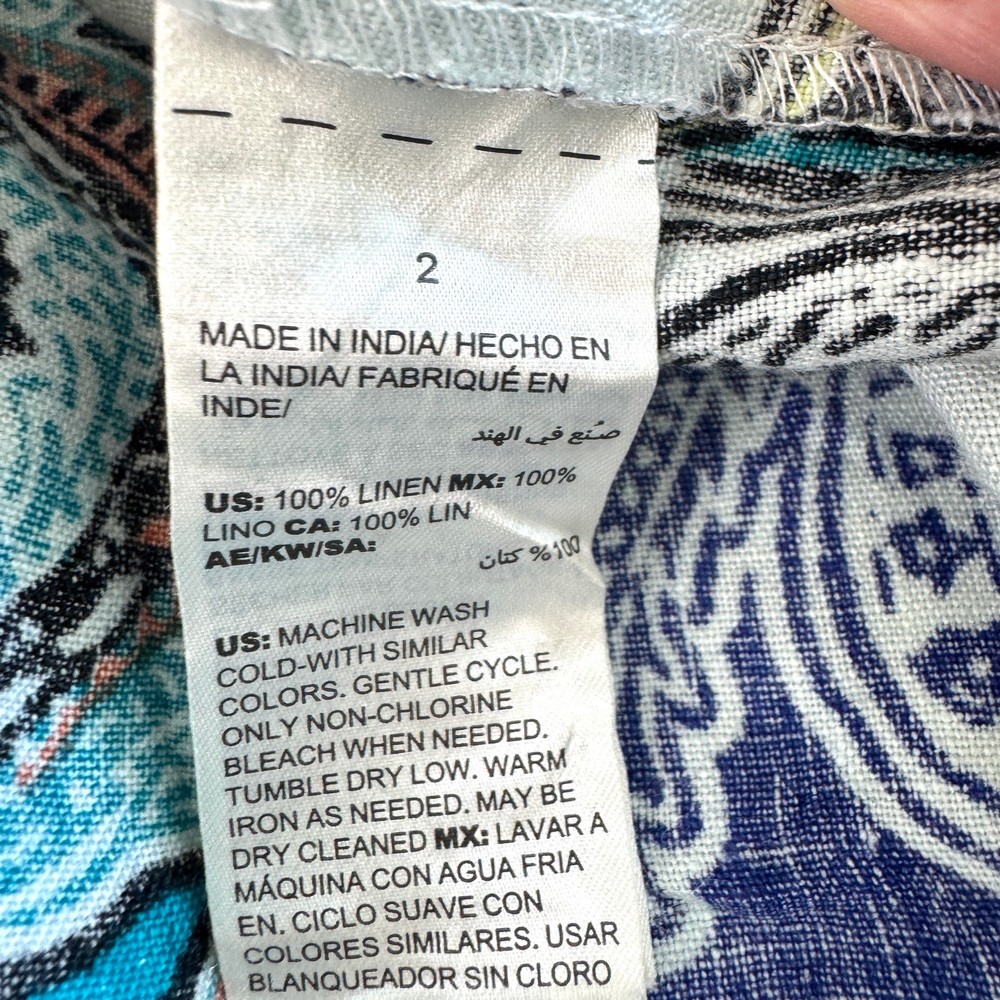 2
MADE IN INDIA/ HECHO EN
LA INDIA/ FABRIQUÉ EN
INDE/
صُنع في الهند
US: 100% LINEN MX: 100%
LINO CA: 100% LIN
AE/KW/SA:
100% كتان
US: MACHINE WASH
COLD-WITH SIMILAR
COLORS. GENTLE CYCLE.
ONLY NON-CHLORINE
BLEACH WHEN NEEDED.
TUMBLE DRY LOW. WARM
IRON AS NEEDED. MAY BE
DRY CLEANED MX: LAVAR A
MÁQUINA CON AGUA FRIA
EN. CICLO SUAVE CON
COLORES SIMILARES. USAR
BLANQUEADOR SIN CLORO